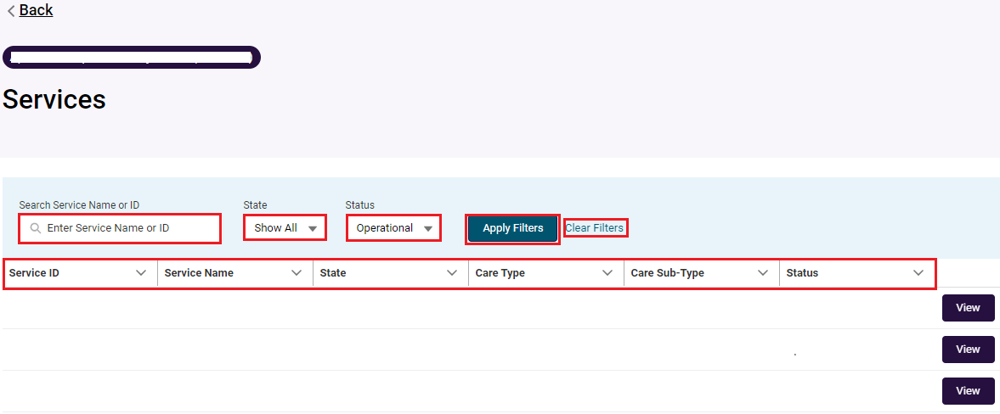 Back
Services
Search Service Name or ID State Status
Enter Service Name or ID Show All Operational Apply Filters Clear Filters
Service ID Service Name State Care Type Care Sub-Type Status
View
View
View